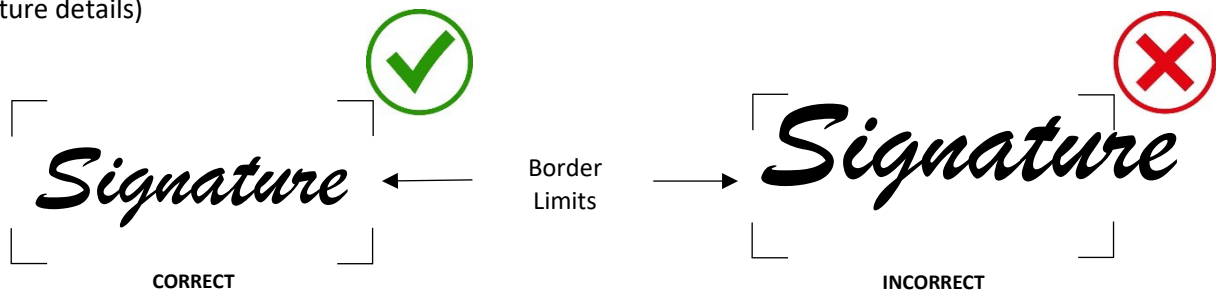 ture details)
Signature
Border
Limits
Signature
CORRECT
INCORRECT